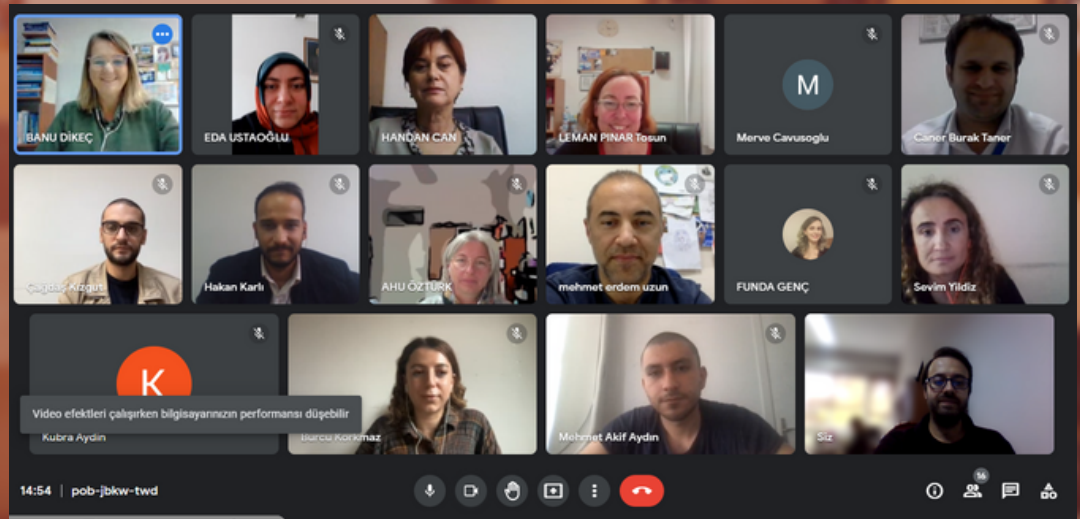 BANU DİKEÇ
EDA USTAOĞLU
HANDAN CAN
LEMAN PINAR Tosun
M
Merve Cavusoglu
Caner Burak Taner
Çağdaş Kızgut
Hakan Karlı
AHU ÖZTÜRK
mehmet erdem uzun
FUNDA GENÇ
Sevim Yildiz
K
Video efektleri çalışırken bilgisayarınızın performansı düşebilir
Kubra Aydin
Burcu Korkmaz
Mehmet Akif Aydın
Siz
14:54 | pob-jbkw-twd
16